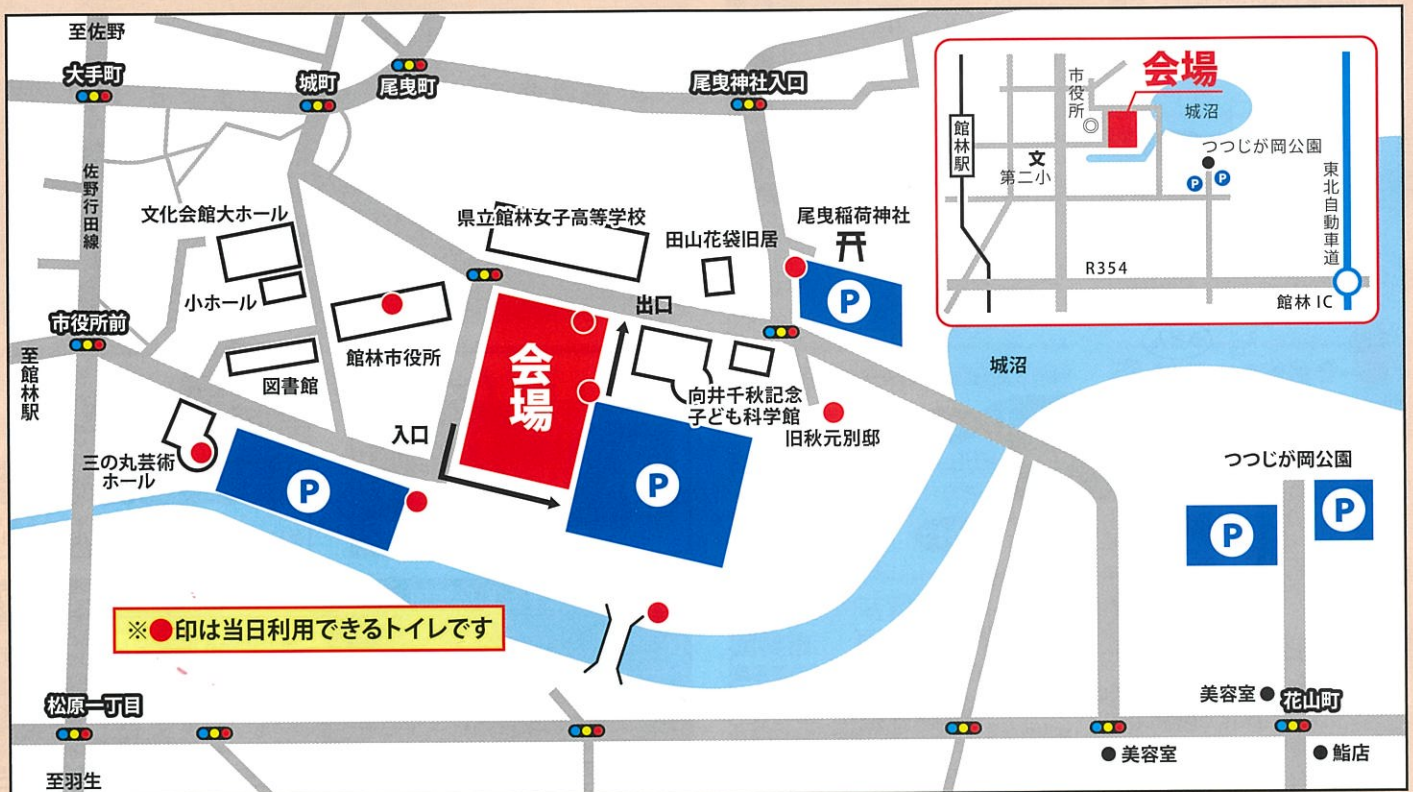 至佐野
大手町
城町
尾曳町
尾曳神社入口
佐野行田線
文化会館大ホール
小ホール
県立館林女子高等学校
田山花袋旧居
尾曳稲荷神社
P
出口
市役所前
至館林駅
図書館
館林市役所
会場
向井千秋記念
子ども科学館
旧秋元別邸
城沼
入口
三の丸芸術
ホール
P
P
つつじが岡公園
P
P
※●印は当日利用できるトイレです
松原一丁目
至羽生
美容室
花山町
美容室
鮨店
会場
市役所
城沼
館林駅
文
第二小
つつじが岡公園
P
P
東北自動車道
R354
館林 IC